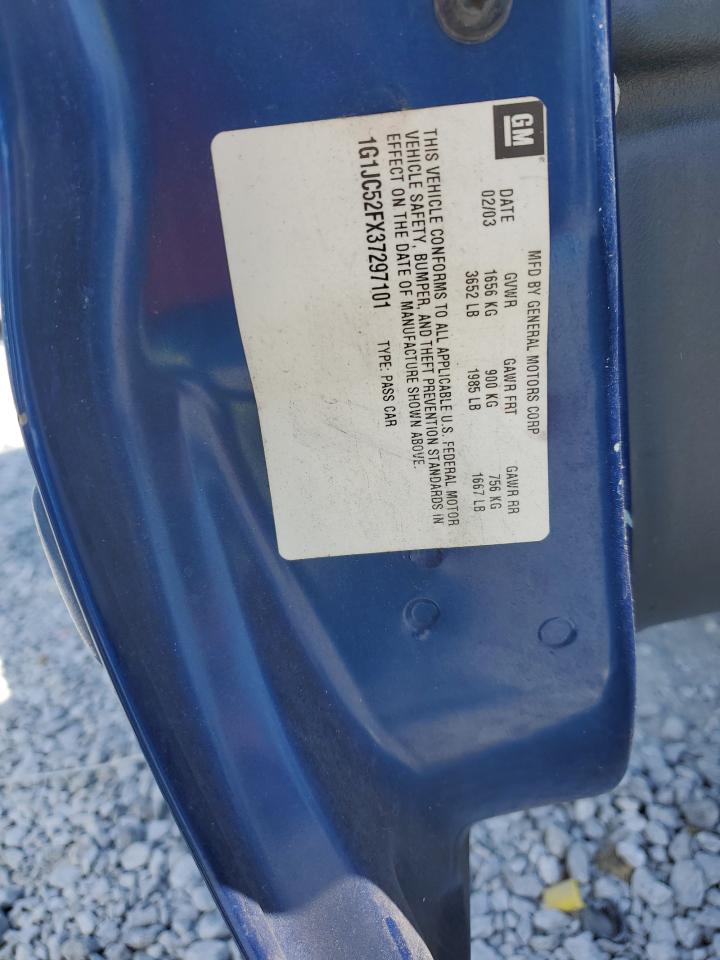 GM
MFD BY GENERAL MOTORS CORP
DATE GVWR GAWR FRT GAWR RR
02/03 1656 KG 900 KG 756 KG
3652 LB 1985 LB 1667 LB
THIS VEHICLE CONFORMS TO ALL APPLICABLE U.S. FEDERAL MOTOR
VEHICLE SAFETY, BUMPER, AND THEFT PREVENTION STANDARDS IN
EFFECT ON THE DATE OF MANUFACTURE SHOWN ABOVE.
1G1JC52FX37297101 TYPE: PASS CAR